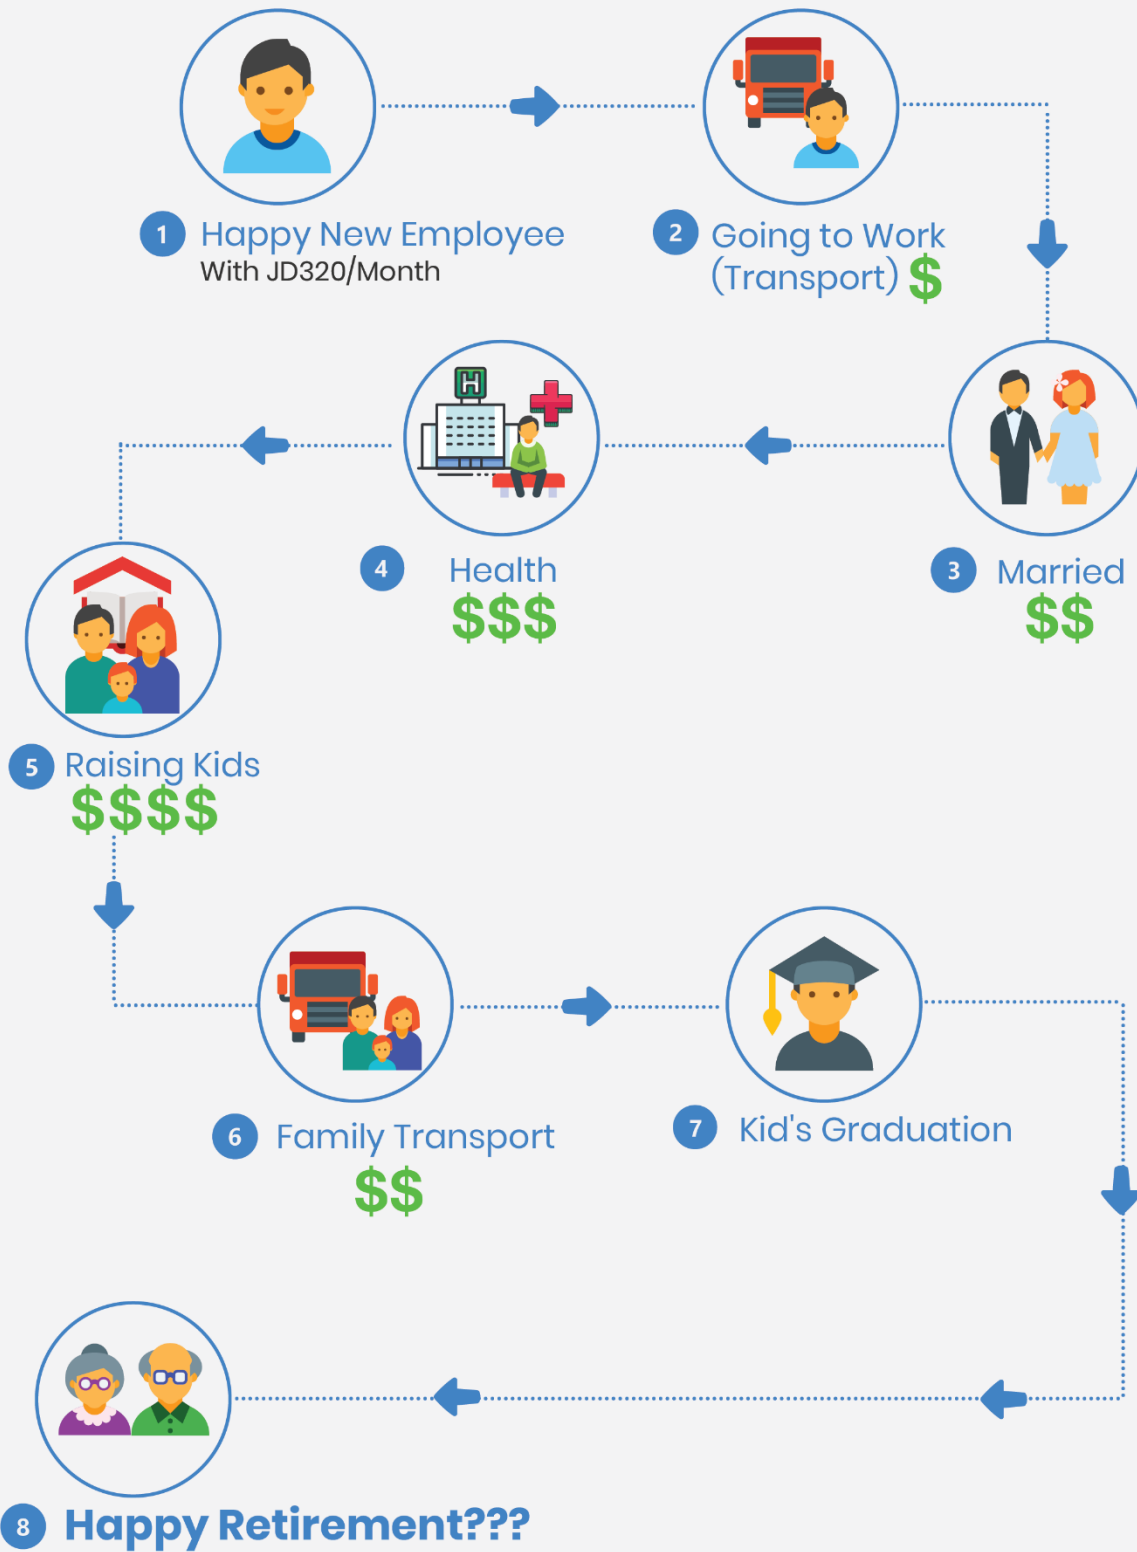 1 Happy New Employee
With JD320/Month
2 Going to Work
(Transport) $
3 Married
$$
H
4 Health
$$$
5 Raising Kids
$$$$
6 Family Transport
$$
7 Kid's Graduation
8 Happy Retirement???